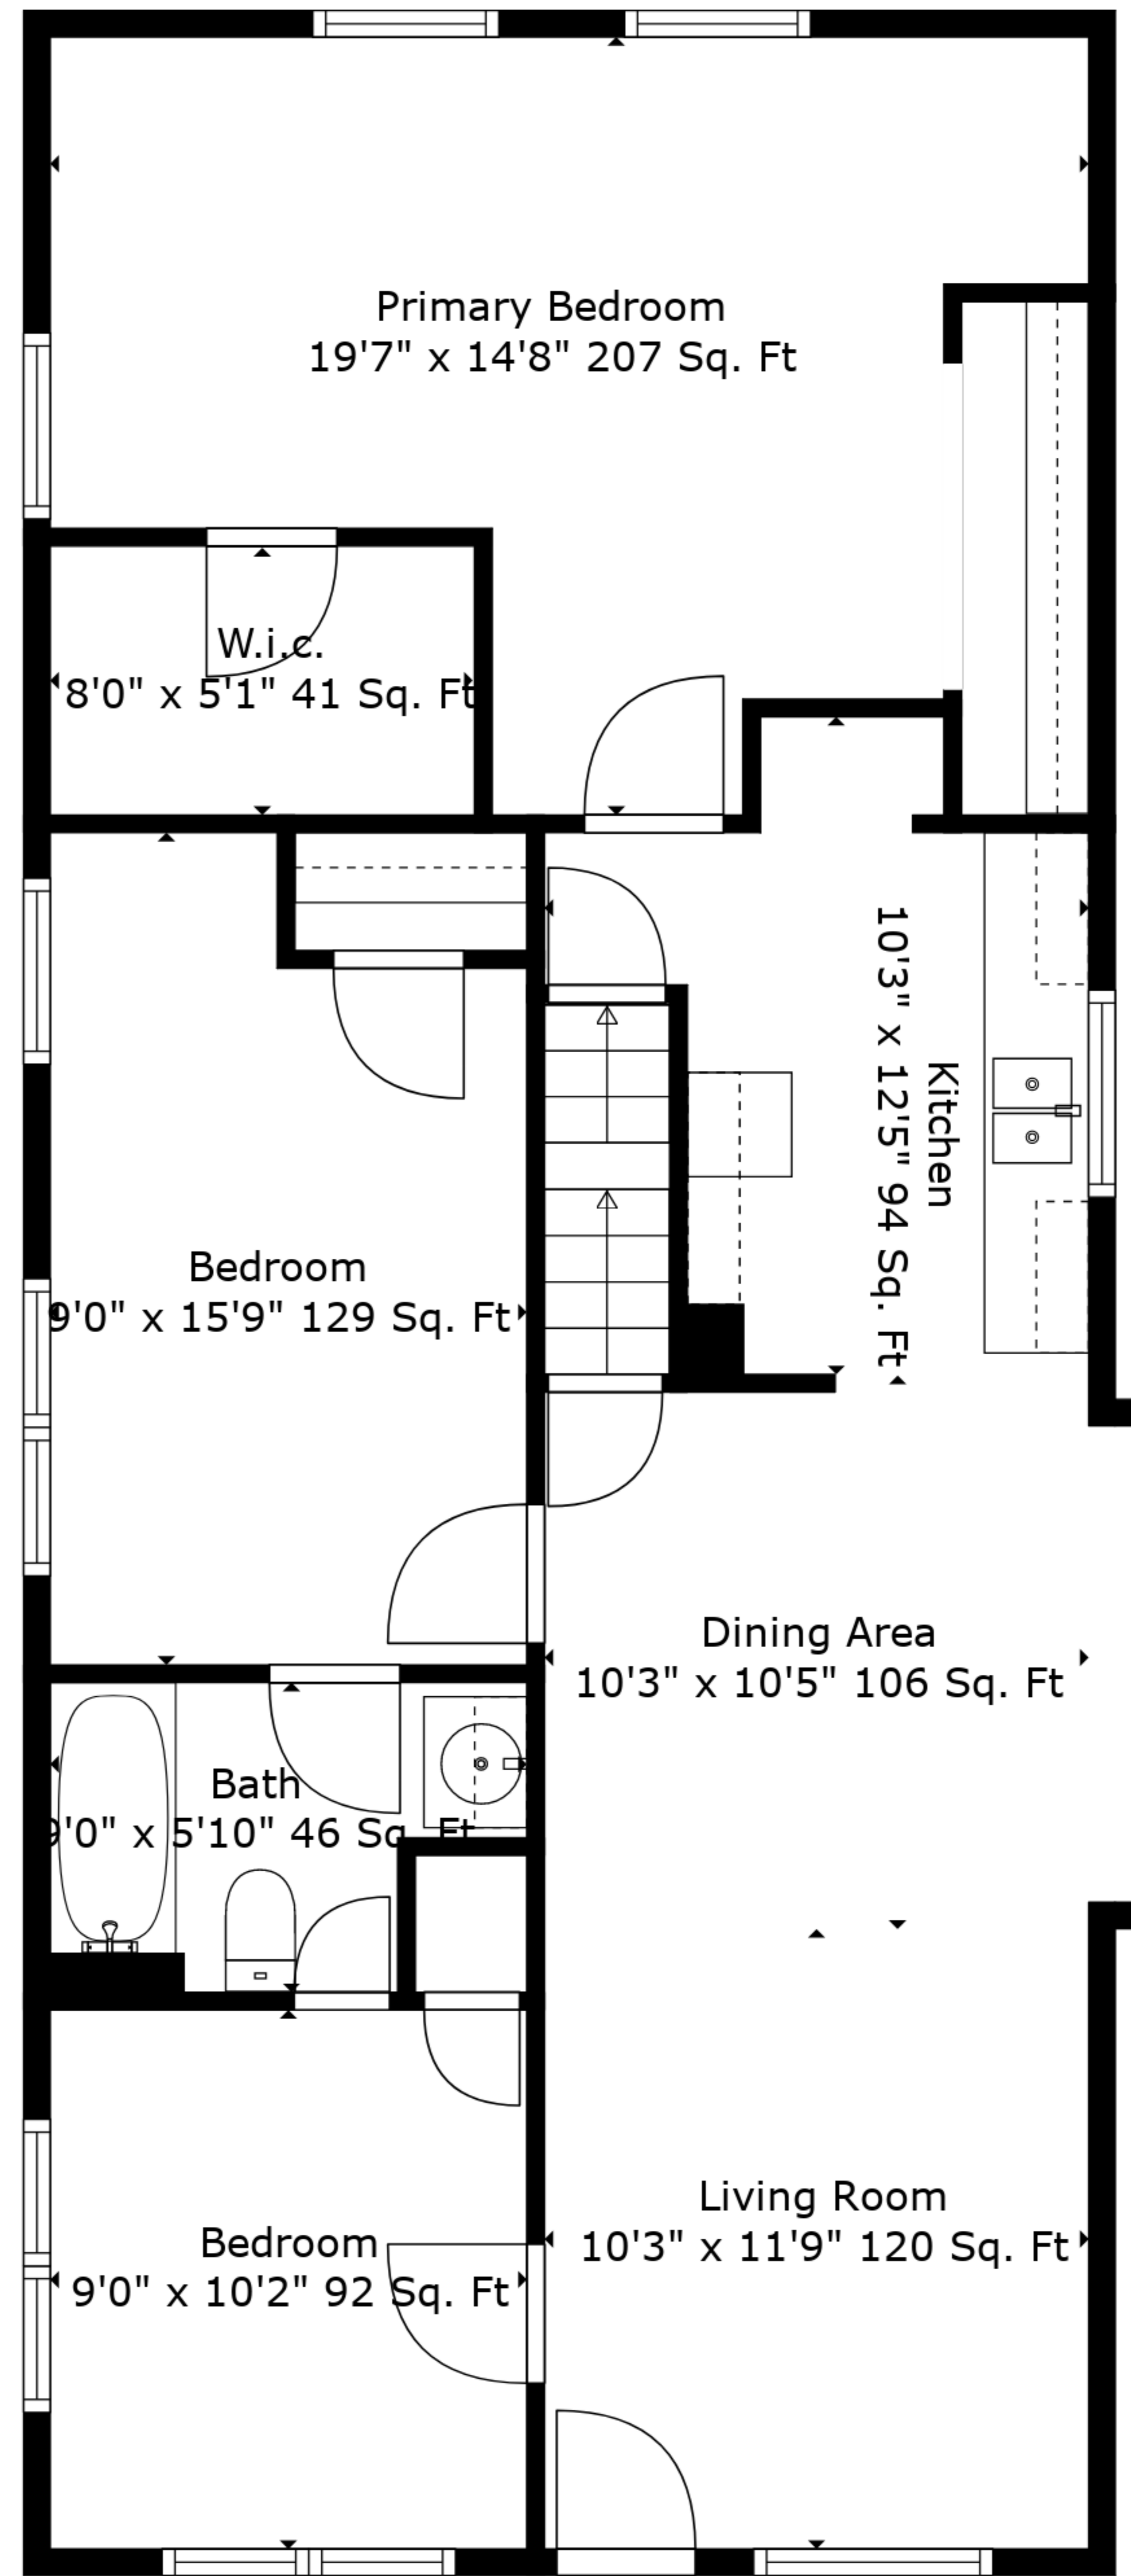 Primary Bedroom
19'7" x 14'8" 207 Sq. Ft
W.i.c.
8'0" x 5'1" 41 Sq. Ft
Kitchen
10'3" x 12'5" 94 Sq. Ft
Bedroom
9'0" x 15'9" 129 Sq. Ft
Dining Area
10'3" x 10'5" 106 Sq. Ft
Bath
9'0" x 5'10" 46 Sq. Ft
Living Room
10'3" x 11'9" 120 Sq. Ft
Bedroom
9'0" x 10'2" 92 Sq. Ft